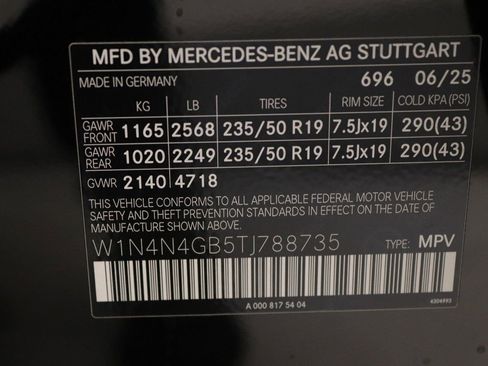 MFD BY MERCEDES-BENZ AG STUTTGART
MADE IN GERMANY 696 06/25
KG LB TIRES RIM SIZE COLD KPA (PSI)
GAWR FRONT 1165 2568 235/50 R19 7.5Jx19 290(43)
GAWR REAR 1020 2249 235/50 R19 7.5Jx19 290(43)
GVWR 2140 4718
THIS VEHICLE CONFORMS TO ALL APPLICABLE FEDERAL MOTOR VEHICLE
SAFETY AND THEFT PREVENTION STANDARDS IN EFFECT ON THE DATE
OF MANUFACTURE SHOWN ABOVE.
W1N4N4GB5TJ788735 TYPE: MPV
A 000 817 54 04 4304993